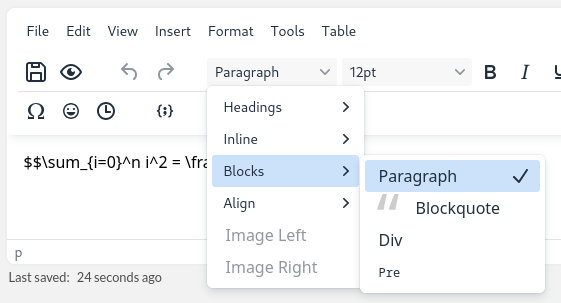 File Edit View Insert Format Tools Table
Paragraph 12pt B I
Ω {;}
Headings
$$\sum_{i=0}^n i^2 =
Inline
Blocks
Align
Image Left
Image Right
Paragraph
Blockquote
Div
Pre
p
Last saved: 24 seconds ago